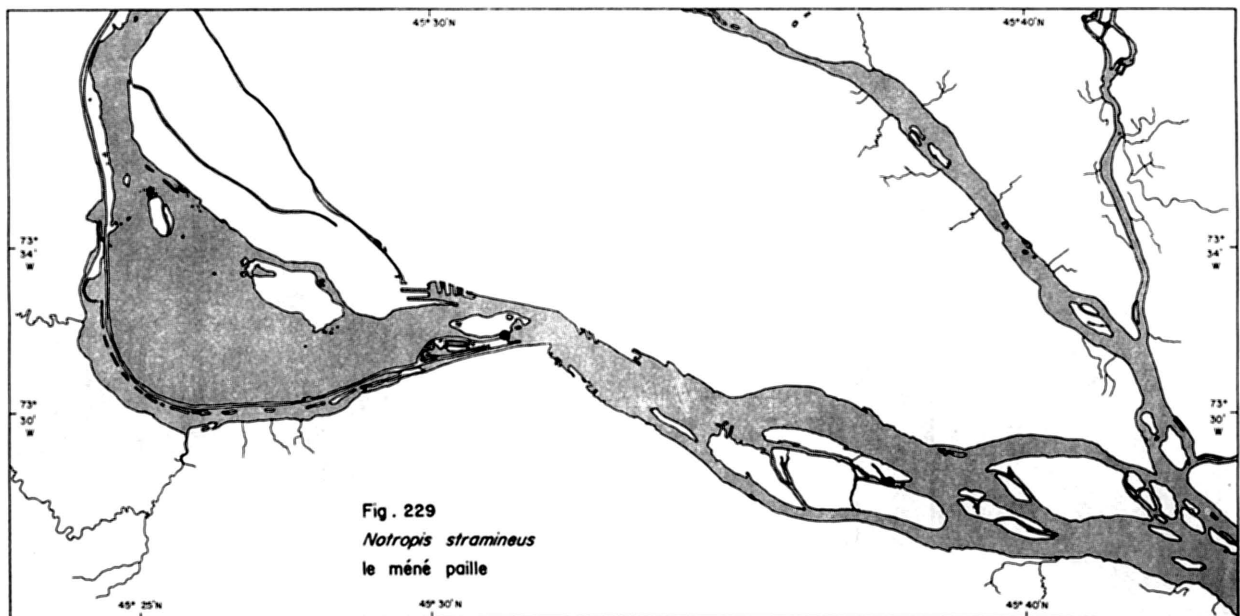 45° 30' N
45° 40' N
73°
34'
W
73°
34'
W
73°
30'
W
73°
30'
W
Fig. 229
Notropis stramineus
le méné paille
45° 25' N
45° 30' N
45° 40' N